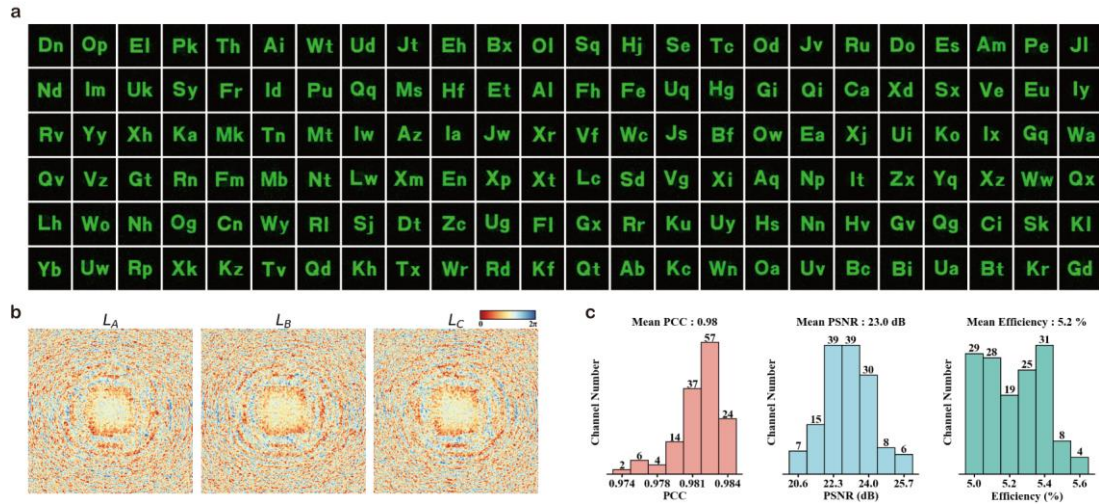 a
Dn Op El Pk Th Ai Wt Ud Jt Eh Bx Ol Sq Hj Se Tc Od Jv Ru Do Es Am Pe Jl
Nd Im Uk Sy Fr Id Pu Qq Ms Hf Et Al Fh Fe Uq Hg Gi Qi Ca Xd Sx Ve Eu Iy
Rv Yy Xh Ka Mk Tn Mt Iw Az Ia Jw Xr Vf Wc Js Bf Ow Ea Xj Ui Ko Ix Gq Wa
Qv Vz Gt Rn Fm Mb Nt Lw Xm En Xp Xt Lc Sd Vg Xi Aq Np It Zx Yq Xz Ww Qx
Lh Wo Nh Og Cn Wy Rl Sj Dt Zc Ug Fl Gx Rr Ku Uy Hs Nn Hv Gv Qg Ci Sk Kl
Yb Uw Rp Xk Kz Tv Qd Kh Tx Wr Rd Kf Qt Ab Kc Wn Oa Uv Bc Bi Ua Bt Kr Gd
b
L_A L_B L_C
0 2π
c
Mean PCC : 0.98
Channel Number
2 6 4 14 37 57 24
0.974 0.978 0.981 0.984
PCC
Mean PSNR : 23.0 dB
Channel Number
7 15 39 39 30 8 6
20.6 22.3 24.0 25.7
PSNR (dB)
Mean Efficiency : 5.2 %
Channel Number
29 28 19 25 31 8 4
5.0 5.2 5.4 5.6
Efficiency (%)